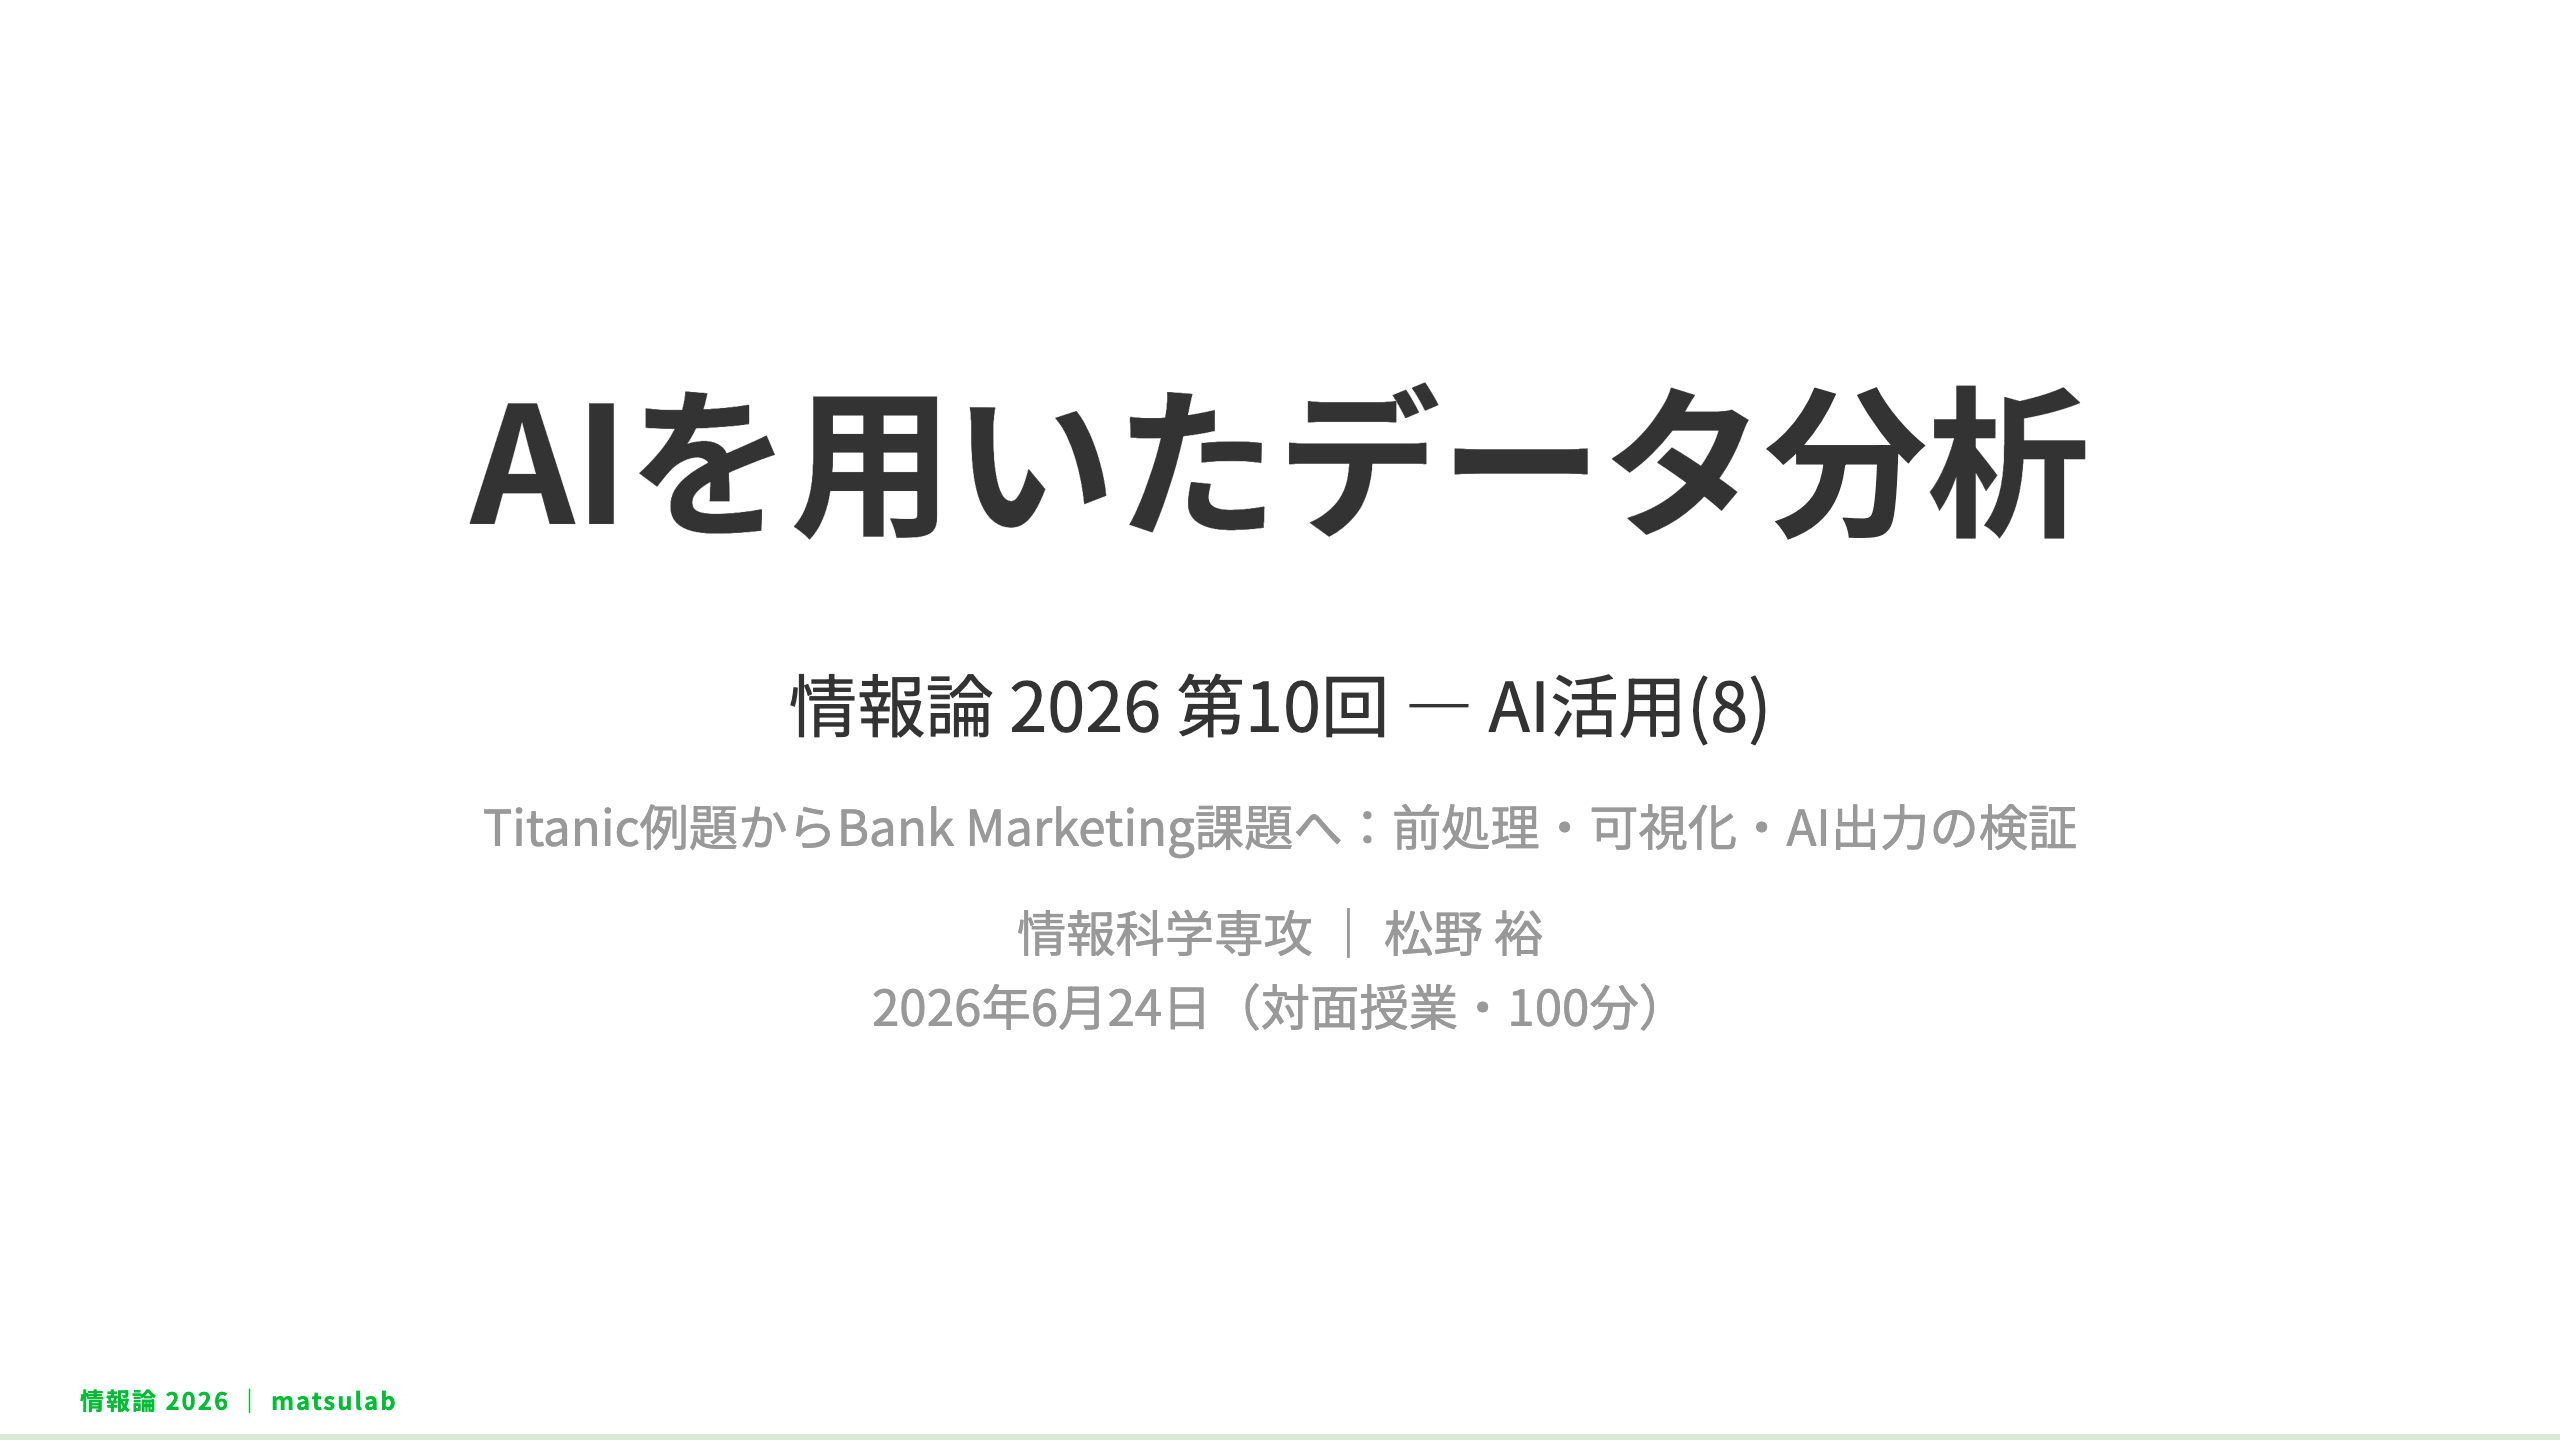 AIを用いたデータ分析
情報論 2026 第10回 — AI活用(8)
Titanic例題からBank Marketing課題へ：前処理・可視化・AI出力の検証
情報科学専攻 ｜ 松野 裕
2026年6月24日（対面授業・100分）
情報論 2026 ｜ matsulab